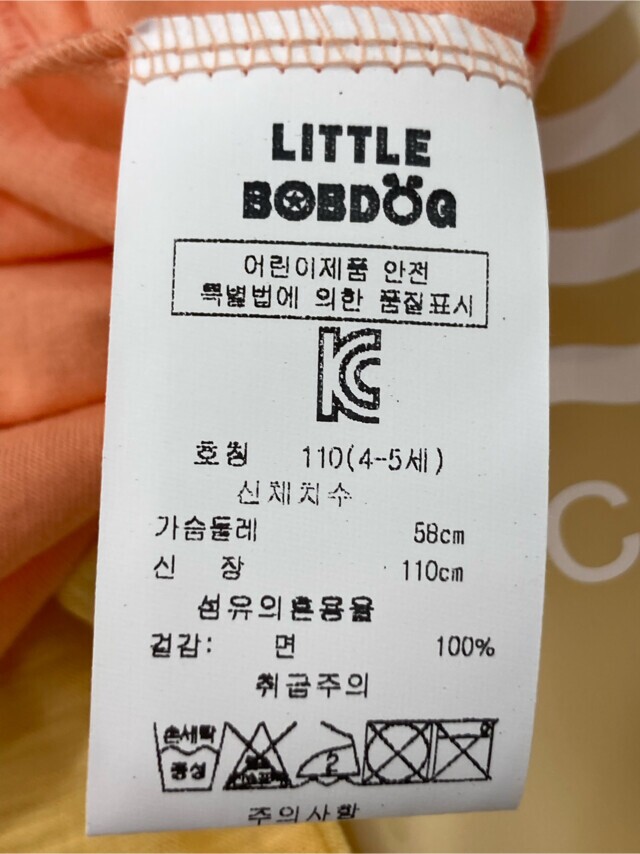 LITTLE
BOBDOG
어린이제품 안전
특별법에 의한 품질표시
KC
호칭 110(4-5세)
신체치수
가슴둘레 58cm
신 장 110cm
섬유의혼용율
겉감: 면 100%
취급주의
손세탁
중성
2
주의사항
C